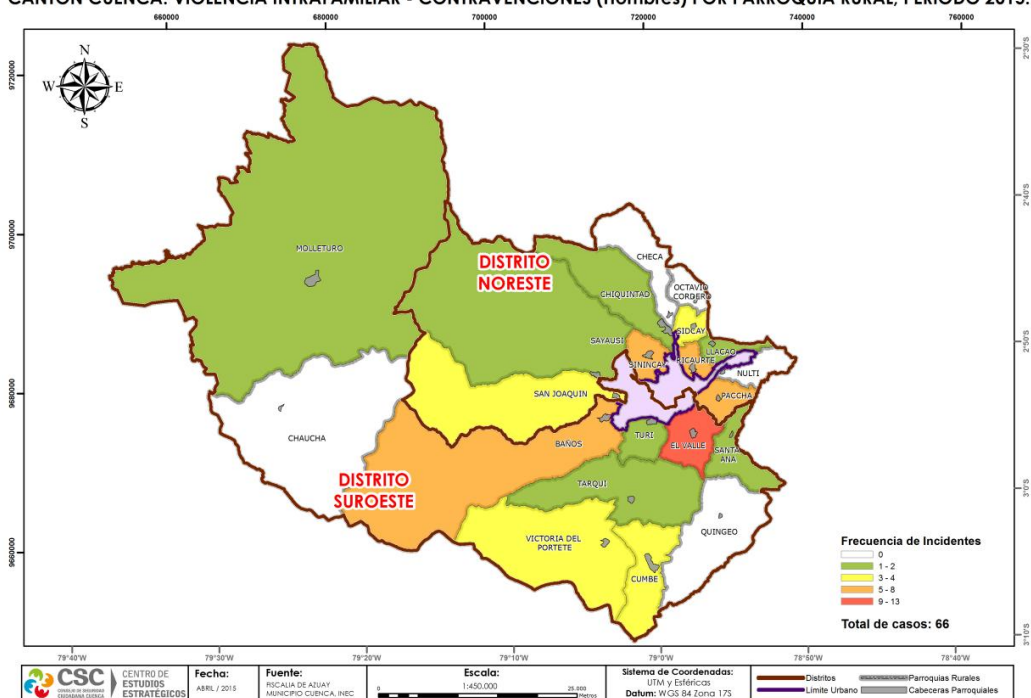 CANTÓN CUENCA: VIOLENCIA INTRAFAMILIAR - CONTRAVENCIONES (hombres) POR PARROQUIA RURAL, PERIODO 2015.
660000 680000 700000 720000 740000 760000
9720000
9700000
9680000
9660000
2°30'S
2°40'S
2°50'S
3°0'S
3°10'S
N
W E
S
MOLLETURO
DISTRITO
NORESTE
CHECA
OCTAVIO
CORDERO
CHIQUINTAD
SIDCAY
SAYAUSI
LLACAO
SININCAY
RICAURTE
NULTI
SAN JOAQUIN
PACCHA
CHAUCHA
BAÑOS
TURI
EL VALLE
SANTA
ANA
DISTRITO
SUROESTE
TARQUI
QUINGEO
VICTORIA DEL
PORTETE
CUMBE
Frecuencia de Incidentes
0
1 - 2
3 - 4
5 - 8
9 - 13
Total de casos: 66
79°40'W 79°30'W 79°20'W 79°10'W 79°0'W 78°50'W 78°40'W
CSC
CONSEJO DE SEGURIDAD
CIUDADANA CUENCA
CENTRO DE
ESTUDIOS
ESTRATÉGICOS
Fecha:
ABRIL / 2015
Fuente:
FISCALIA DE AZUAY
MUNICIPIO CUENCA, INEC
Escala:
1:450.000
0 25.000
Metros
Sistema de Coordenadas:
UTM y Esféricas
Datum: WGS 84 Zona 17S
Distritos
Límite Urbano
Parroquias Rurales
Cabeceras Parroquiales